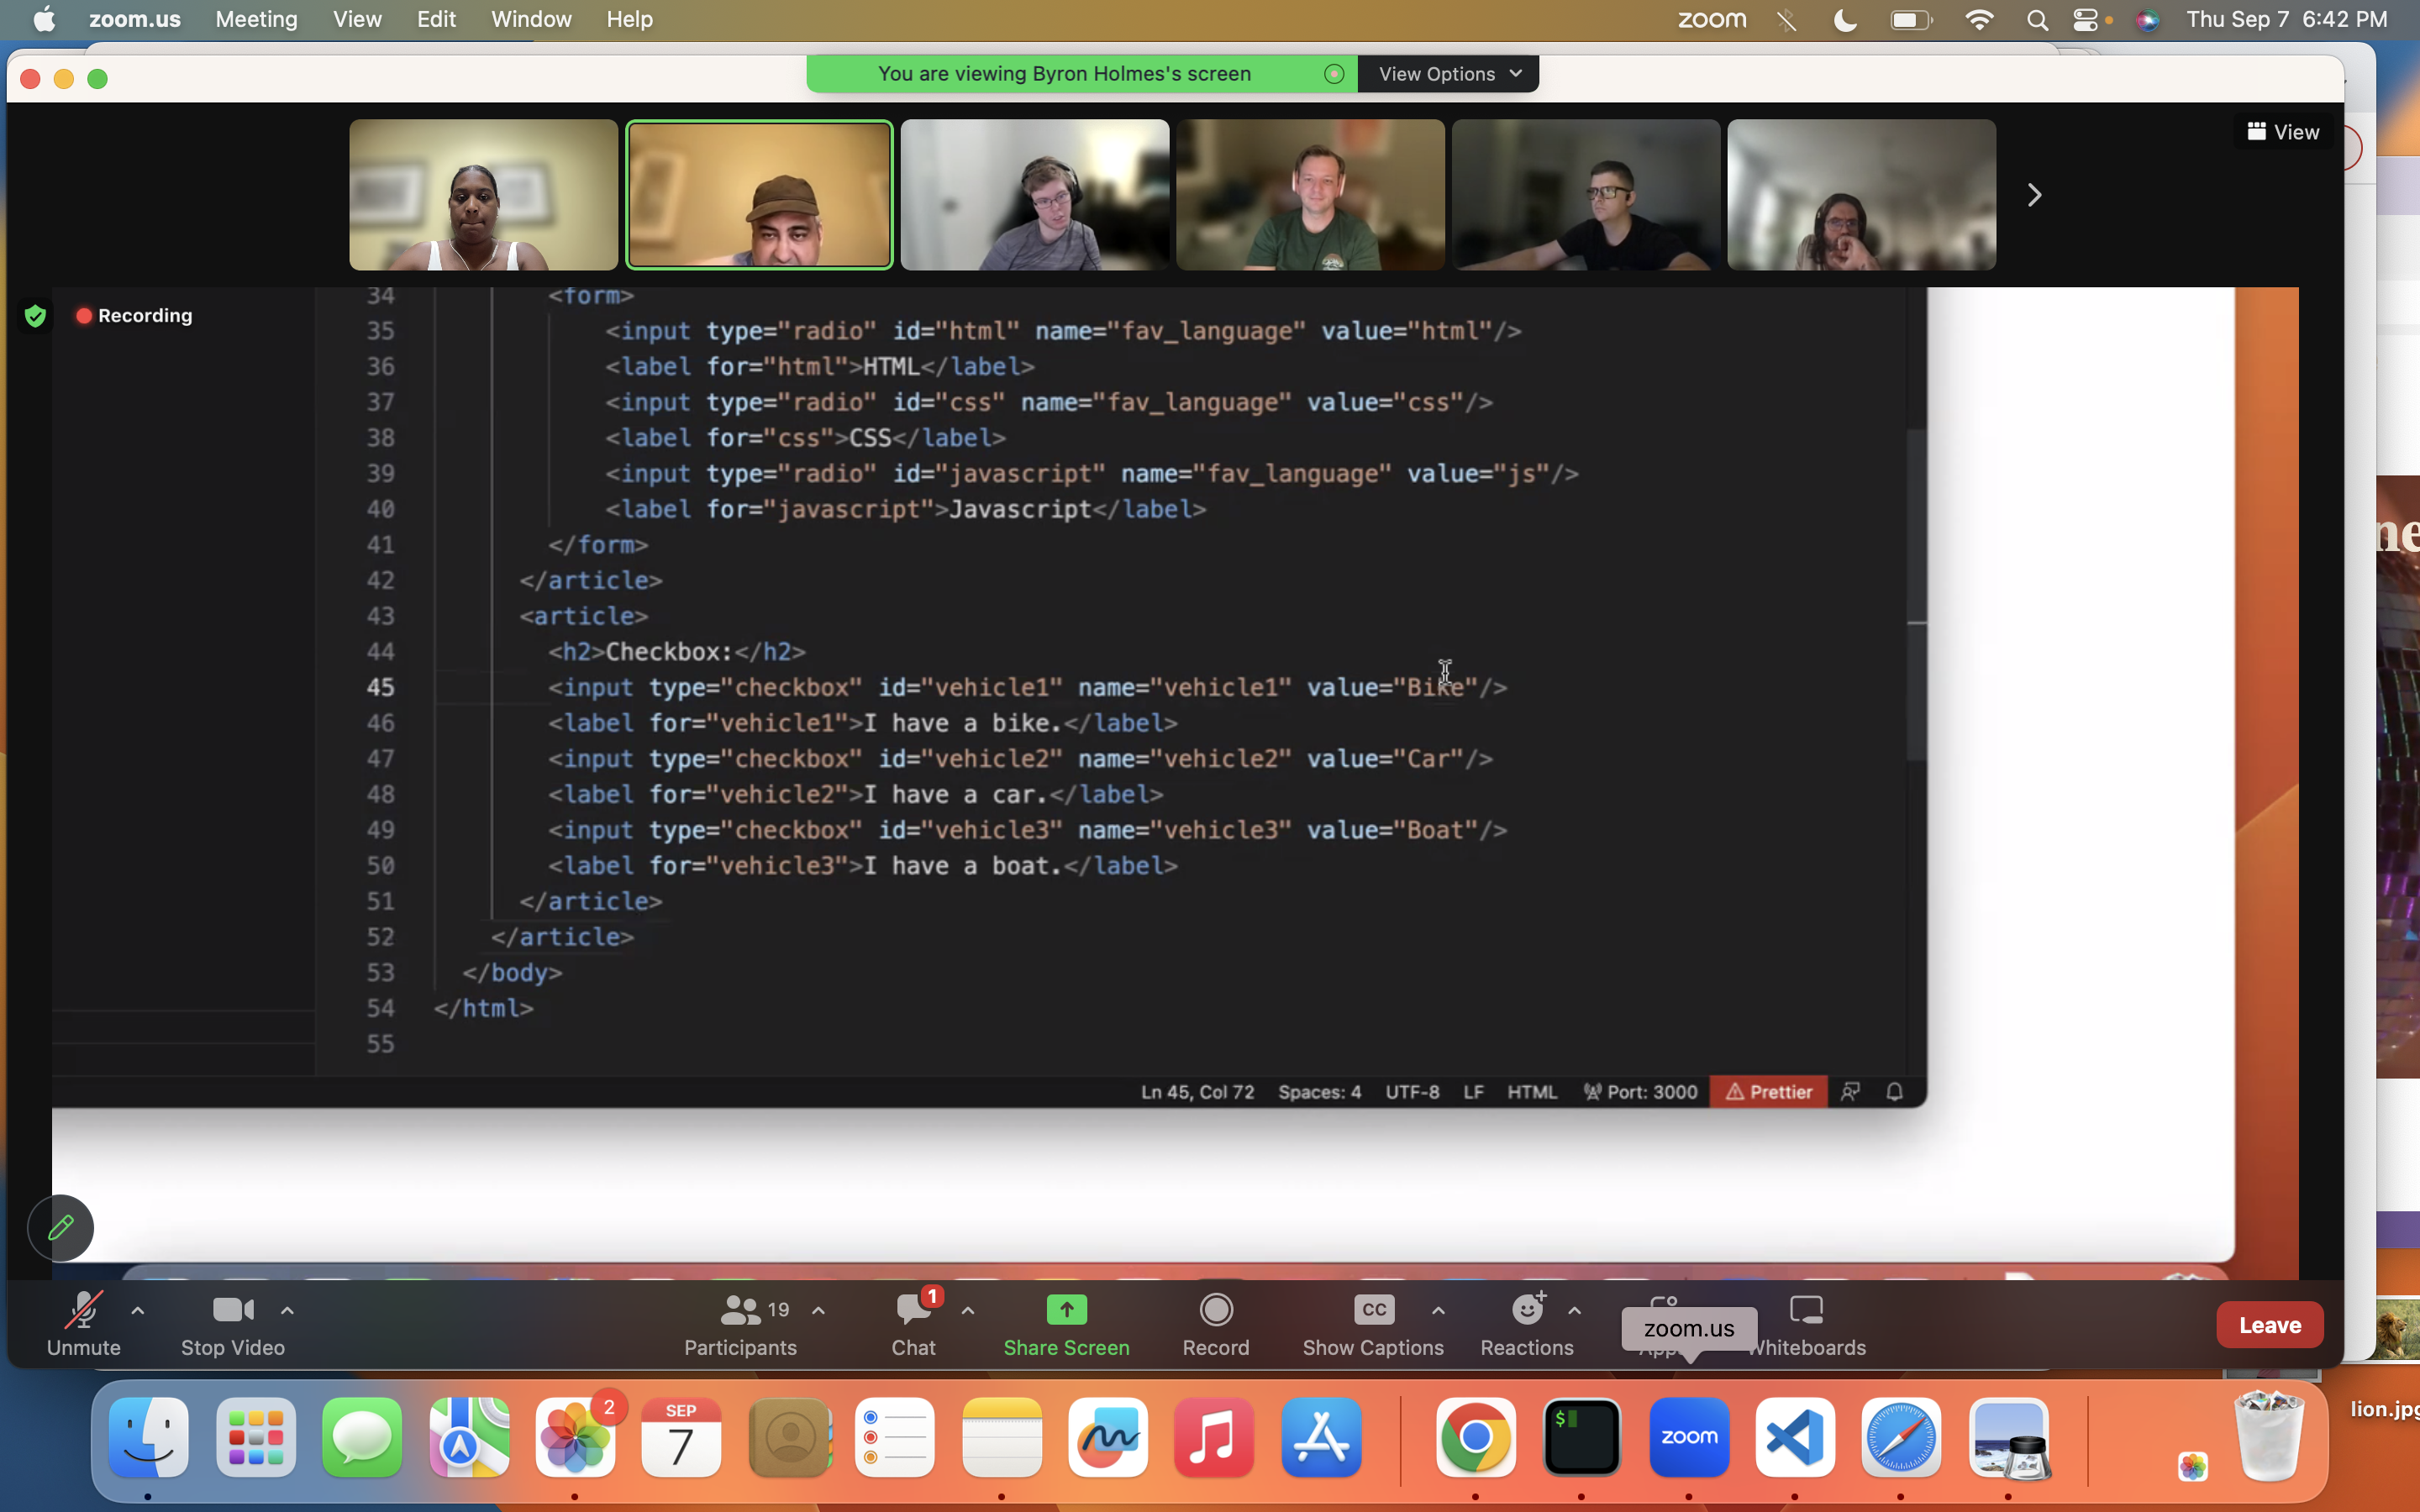 zoom.us Meeting View Edit Window Help
zoom Thu Sep 7 6:42 PM
You are viewing Byron Holmes's screen View Options
View
Recording
34 <form>
35 <input type="radio" id="html" name="fav_language" value="html"/>
36 <label for="html">HTML</label>
37 <input type="radio" id="css" name="fav_language" value="css"/>
38 <label for="css">CSS</label>
39 <input type="radio" id="javascript" name="fav_language" value="js"/>
40 <label for="javascript">Javascript</label>
41 </form>
42 </article>
43 <article>
44 <h2>Checkbox:</h2>
45 <input type="checkbox" id="vehicle1" name="vehicle1" value="Bike"/>
46 <label for="vehicle1">I have a bike.</label>
47 <input type="checkbox" id="vehicle2" name="vehicle2" value="Car"/>
48 <label for="vehicle2">I have a car.</label>
49 <input type="checkbox" id="vehicle3" name="vehicle3" value="Boat"/>
50 <label for="vehicle3">I have a boat.</label>
51 </article>
52 </article>
53 </body>
54 </html>
55
Ln 45, Col 72 Spaces: 4 UTF-8 LF HTML Port: 3000 Prettier
ne
19 1 CC
Unmute Stop Video Participants Chat Share Screen Record Show Captions Reactions Whiteboards
zoom.us
Leave
2
SEP
7
$
zoom
lion.jpg